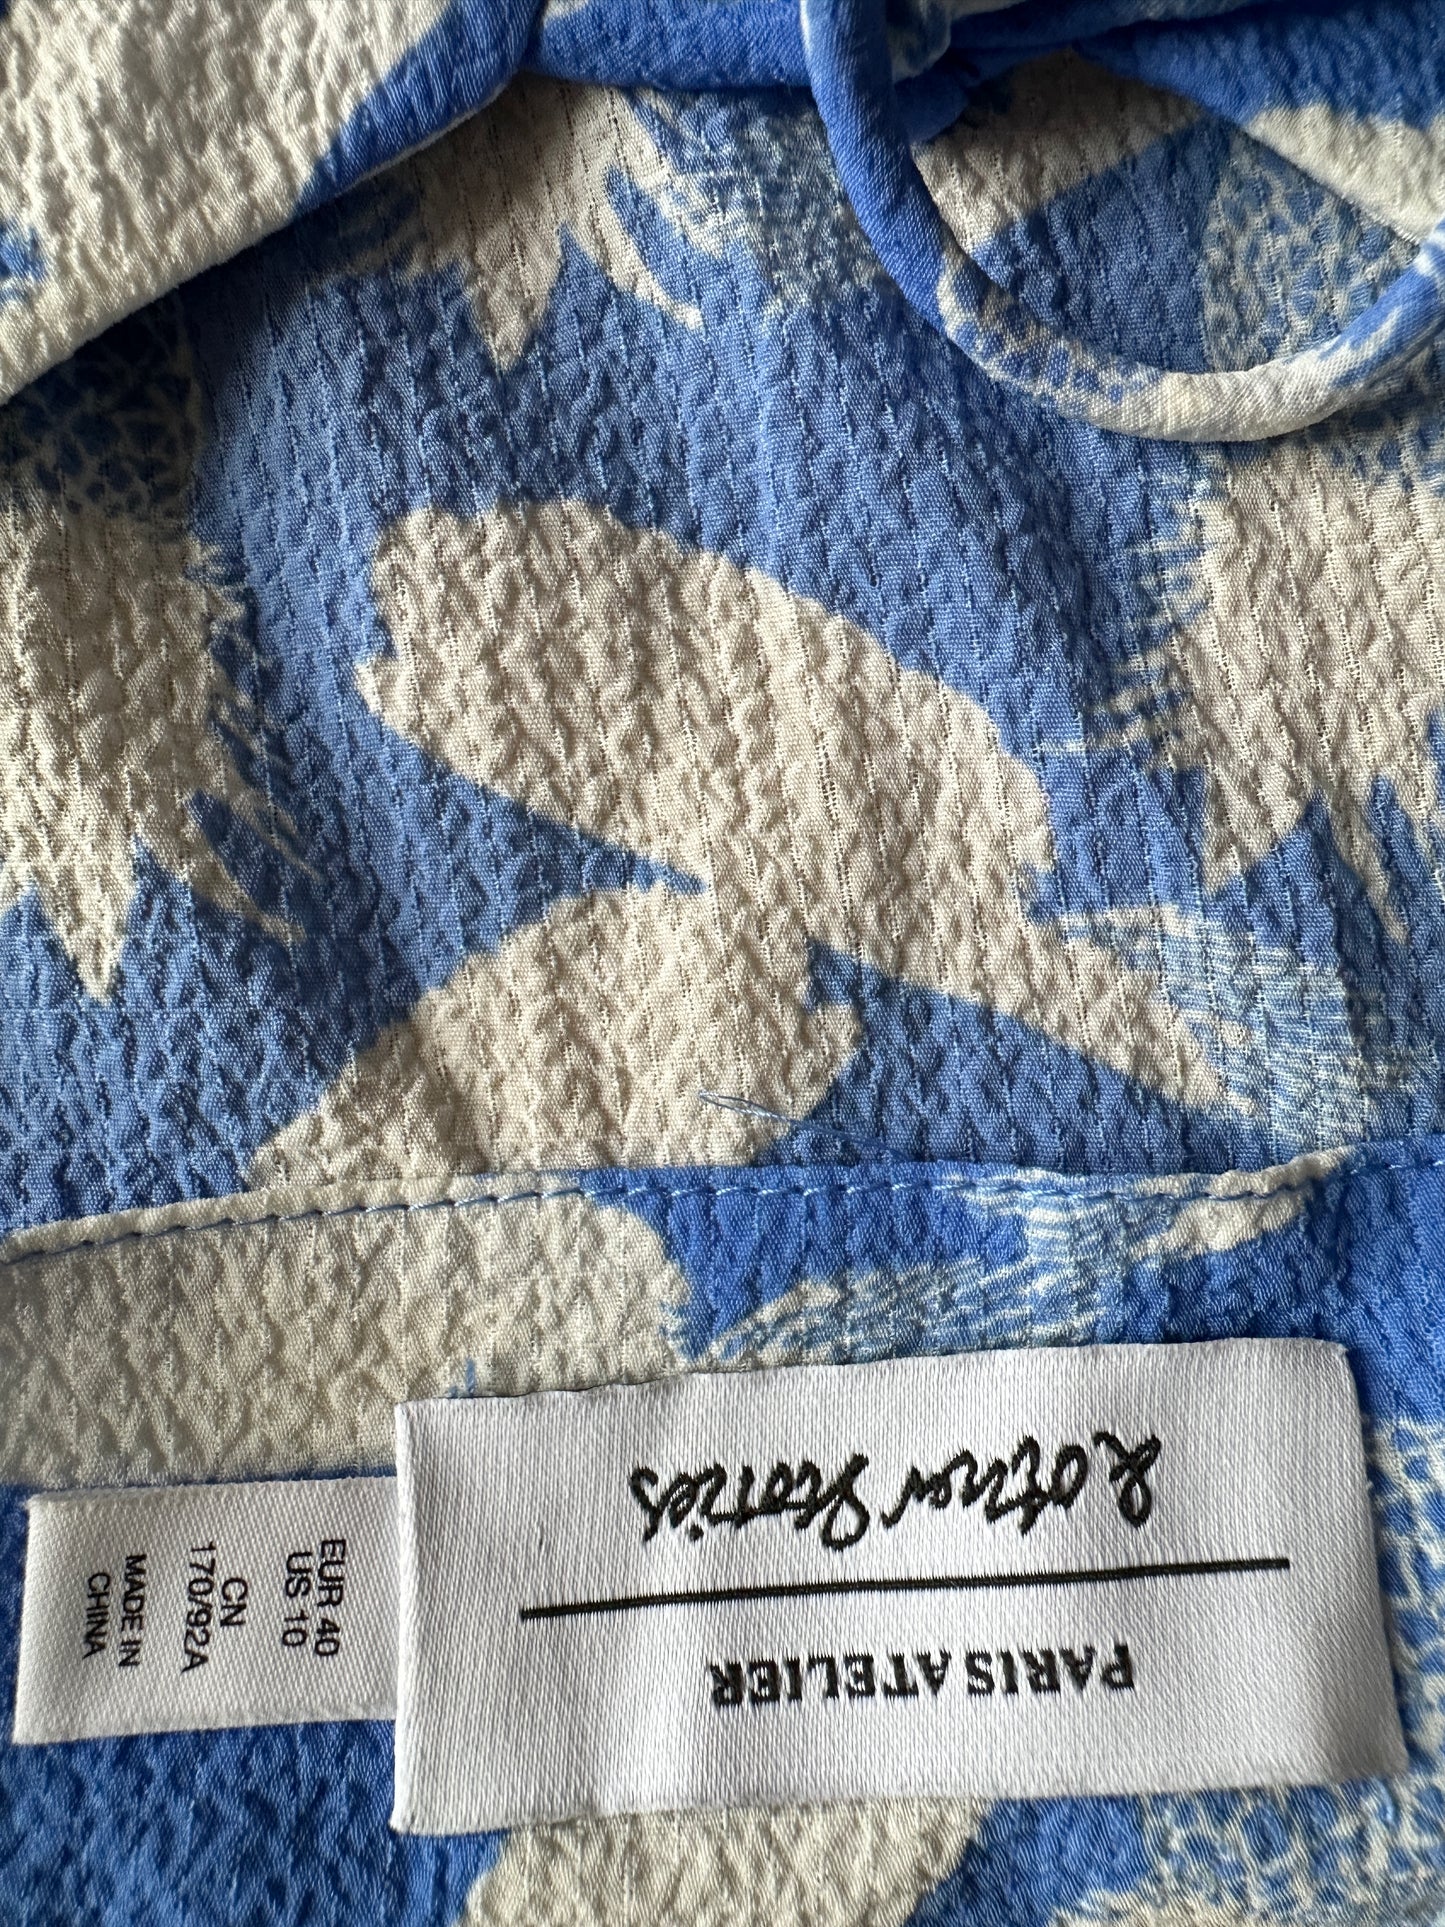 & other Stories
PARIS ATELIER
EUR 40
US 10
CN
170/92A
MADE IN
CHINA